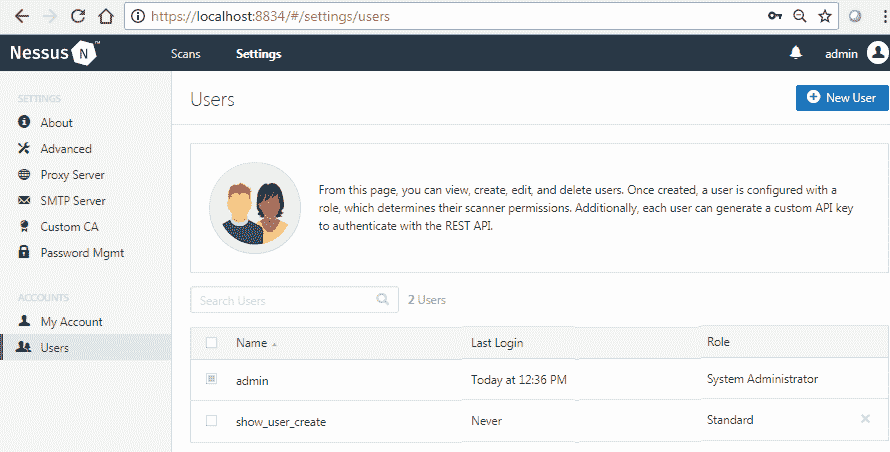 https://localhost:8834/#/settings/users
Nessus N ™
Scans
Settings
admin
SETTINGS
About
Advanced
Proxy Server
SMTP Server
Custom CA
Password Mgmt
ACCOUNTS
My Account
Users
Users
New User
From this page, you can view, create, edit, and delete users. Once created, a user is configured with a
role, which determines their scanner permissions. Additionally, each user can generate a custom API key
to authenticate with the REST API.
Search Users
2 Users
Name Last Login Role
admin Today at 12:36 PM System Administrator
show_user_create Never Standard